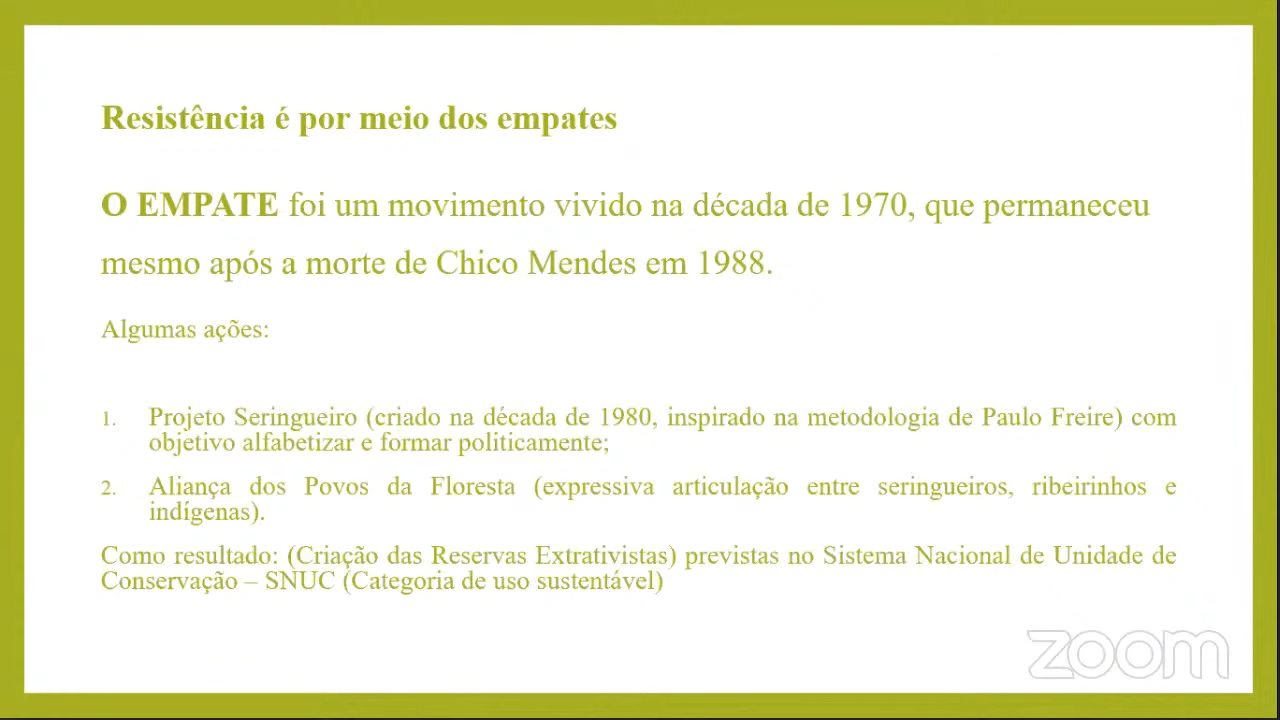 Resistência é por meio dos empates
O EMPATE foi um movimento vivido na década de 1970, que permaneceu
mesmo após a morte de Chico Mendes em 1988.
Algumas ações:
1. Projeto Seringueiro (criado na década de 1980, inspirado na metodologia de Paulo Freire) com
objetivo alfabetizar e formar politicamente;
2. Aliança dos Povos da Floresta (expressiva articulação entre seringueiros, ribeirinhos e
indígenas).
Como resultado: (Criação das Reservas Extrativistas) previstas no Sistema Nacional de Unidade de
Conservação – SNUC (Categoria de uso sustentável)
zoom